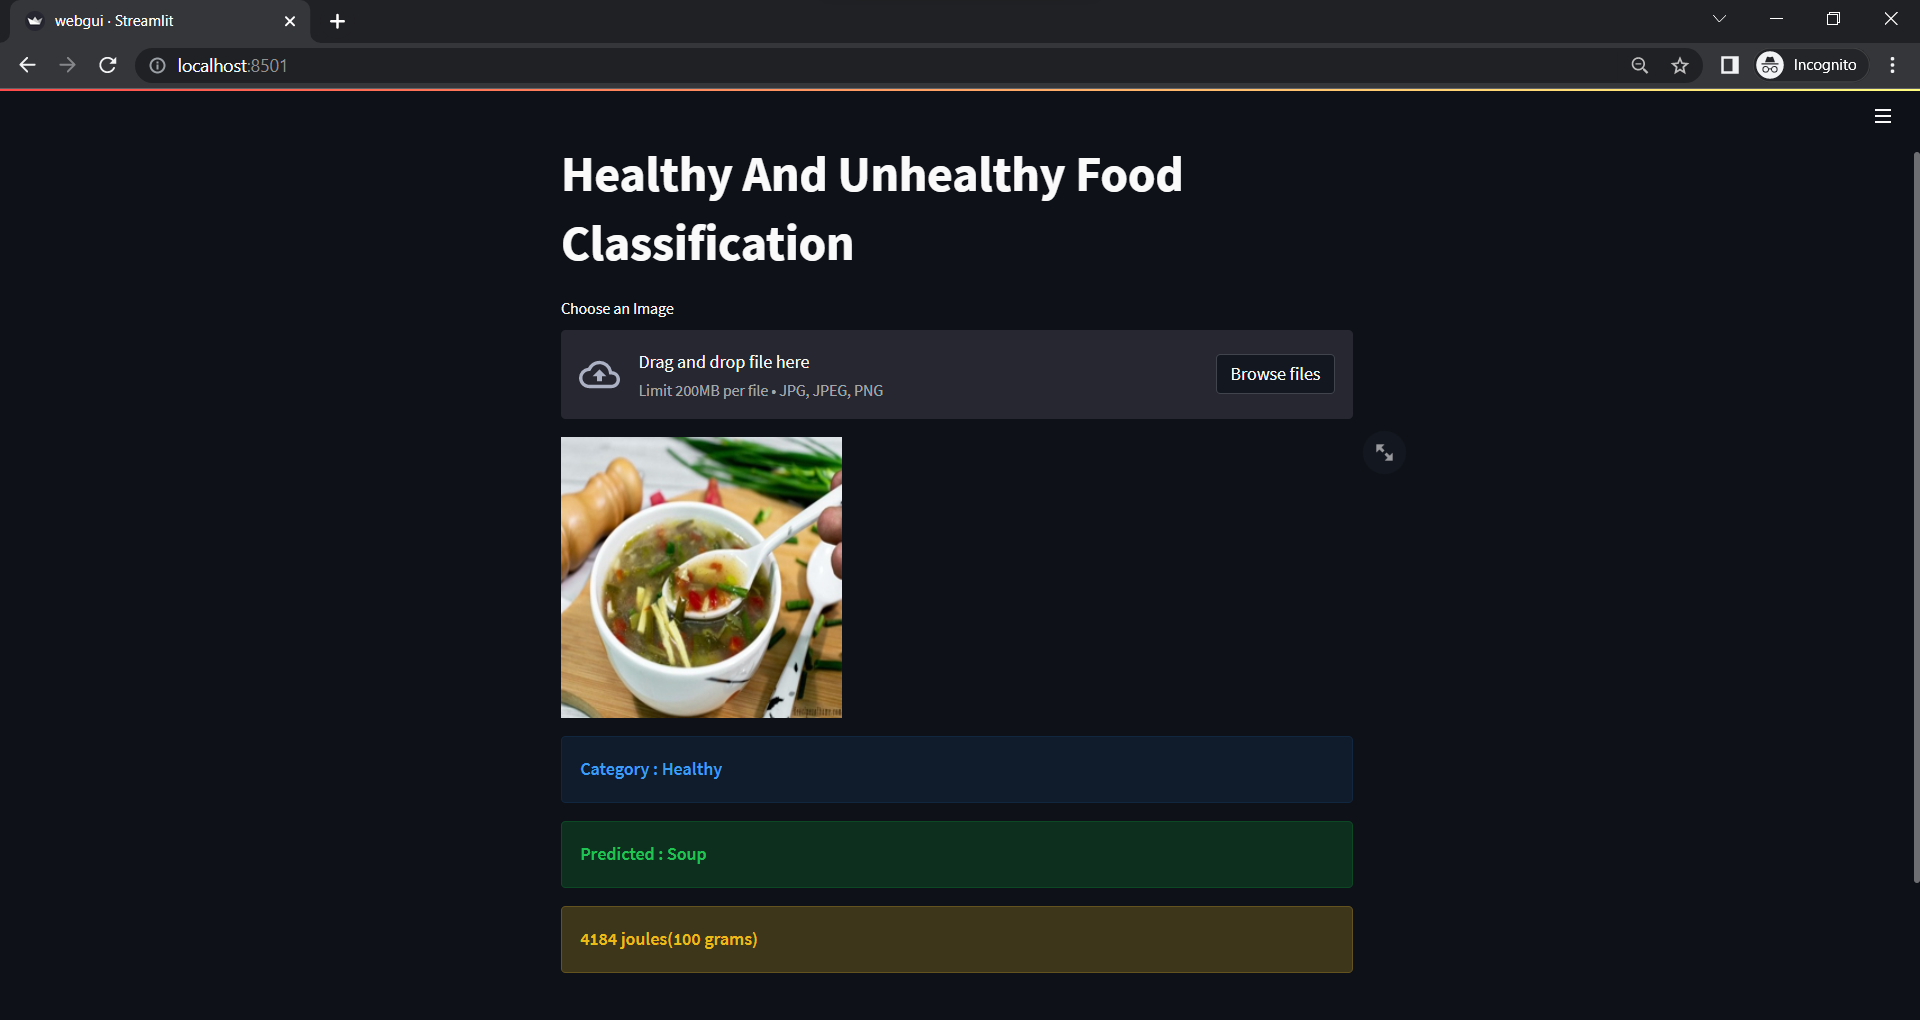 webgui · Streamlit
localhost:8501
Incognito
Healthy And Unhealthy Food
Classification
Choose an Image
Drag and drop file here
Limit 200MB per file • JPG, JPEG, PNG
Browse files
Category : Healthy
Predicted : Soup
4184 joules(100 grams)